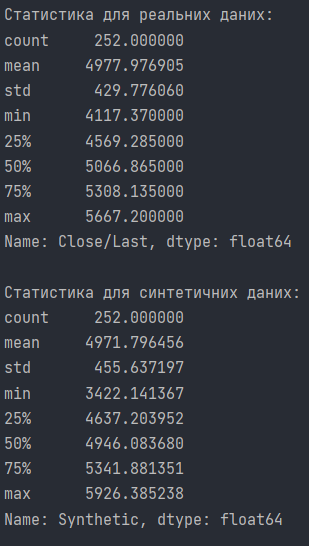 Статистика для реальних даних:
count 252.000000
mean 4977.976905
std 429.776060
min 4117.370000
25% 4569.285000
50% 5066.865000
75% 5308.135000
max 5667.200000
Name: Close/Last, dtype: float64
Статистика для синтетичних даних:
count 252.000000
mean 4971.796456
std 455.637197
min 3422.141367
25% 4637.203952
50% 4946.083680
75% 5341.881351
max 5926.385238
Name: Synthetic, dtype: float64